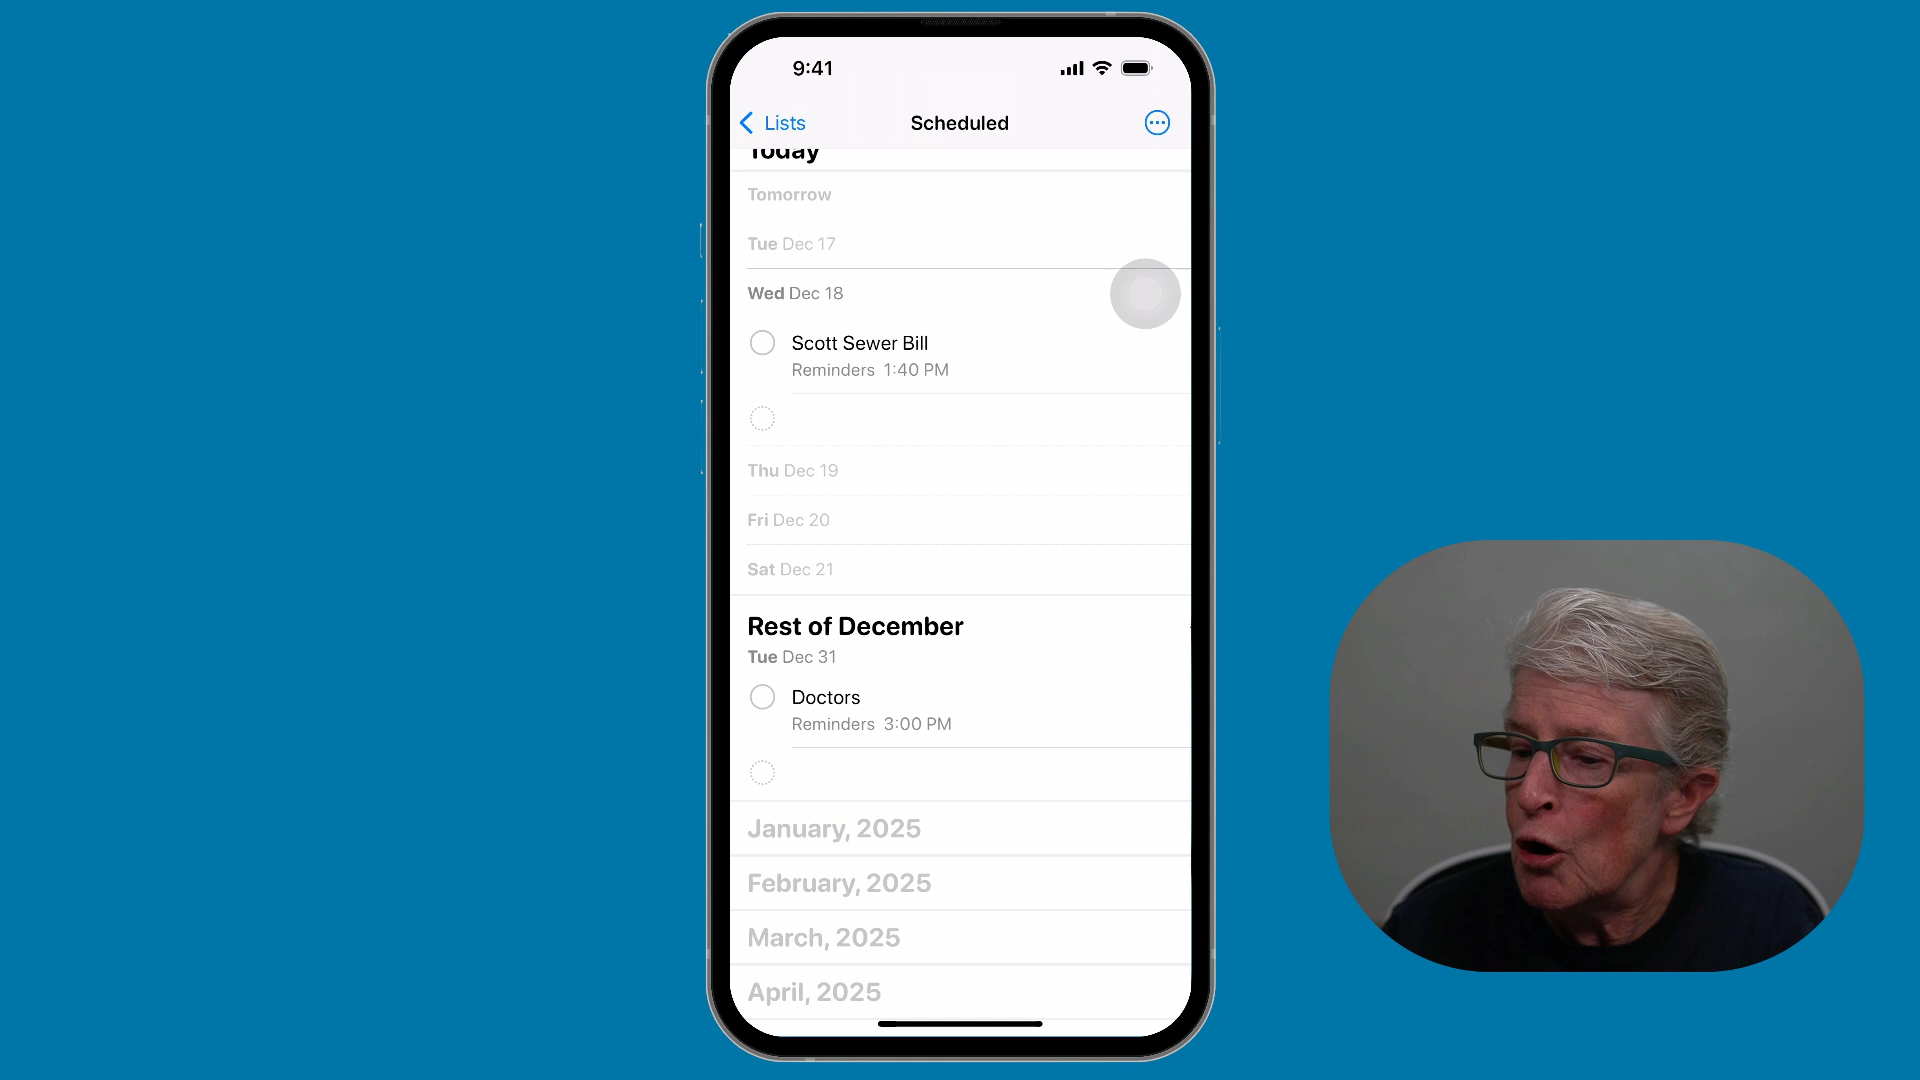 9:41
Lists
Scheduled
Today
Tomorrow
Tue Dec 17
Wed Dec 18
Scott Sewer Bill
Reminders 1:40 PM
Thu Dec 19
Fri Dec 20
Sat Dec 21
Rest of December
Tue Dec 31
Doctors
Reminders 3:00 PM
January, 2025
February, 2025
March, 2025
April, 2025